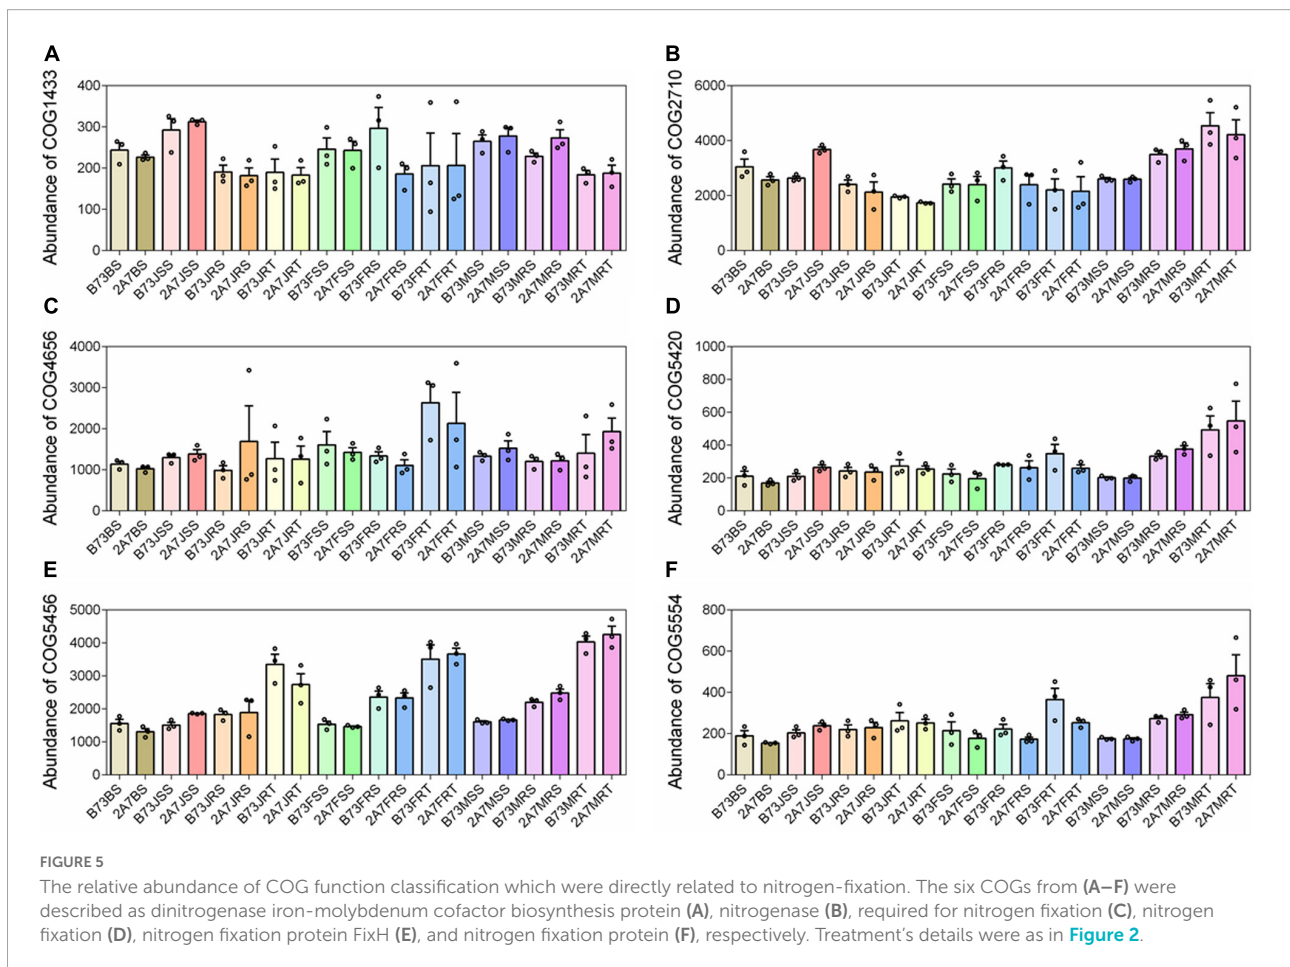 A
Abundance of COG1433
400
300
200
100
0
B73BS
2A7BS
B73JSS
2A7JSS
B73JRS
2A7JRS
B73JRT
2A7JRT
B73FSS
2A7FSS
B73FRS
2A7FRS
B73FRT
2A7FRT
B73MSS
2A7MSS
B73MRS
2A7MRS
B73MRT
2A7MRT
B
Abundance of COG2710
6000
4000
2000
0
B73BS
2A7BS
B73JSS
2A7JSS
B73JRS
2A7JRS
B73JRT
2A7JRT
B73FSS
2A7FSS
B73FRS
2A7FRS
B73FRT
2A7FRT
B73MSS
2A7MSS
B73MRS
2A7MRS
B73MRT
2A7MRT
C
Abundance of COG4656
4000
3000
2000
1000
0
B73BS
2A7BS
B73JSS
2A7JSS
B73JRS
2A7JRS
B73JRT
2A7JRT
B73FSS
2A7FSS
B73FRS
2A7FRS
B73FRT
2A7FRT
B73MSS
2A7MSS
B73MRS
2A7MRS
B73MRT
2A7MRT
D
Abundance of COG5420
1000
800
600
400
200
0
B73BS
2A7BS
B73JSS
2A7JSS
B73JRS
2A7JRS
B73JRT
2A7JRT
B73FSS
2A7FSS
B73FRS
2A7FRS
B73FRT
2A7FRT
B73MSS
2A7MSS
B73MRS
2A7MRS
B73MRT
2A7MRT
E
Abundance of COG5456
5000
4000
3000
2000
1000
0
B73BS
2A7BS
B73JSS
2A7JSS
B73JRS
2A7JRS
B73JRT
2A7JRT
B73FSS
2A7FSS
B73FRS
2A7FRS
B73FRT
2A7FRT
B73MSS
2A7MSS
B73MRS
2A7MRS
B73MRT
2A7MRT
F
Abundance of COG5554
800
600
400
200
0
B73BS
2A7BS
B73JSS
2A7JSS
B73JRS
2A7JRS
B73JRT
2A7JRT
B73FSS
2A7FSS
B73FRS
2A7FRS
B73FRT
2A7FRT
B73MSS
2A7MSS
B73MRS
2A7MRS
B73MRT
2A7MRT
FIGURE 5
The relative abundance of COG function classification which were directly related to nitrogen-fixation. The six COGs from (A–F) were
described as dinitrogenase iron-molybdenum cofactor biosynthesis protein (A), nitrogenase (B), required for nitrogen fixation (C), nitrogen
fixation (D), nitrogen fixation protein FixH (E), and nitrogen fixation protein (F), respectively. Treatment's details were as in Figure 2.